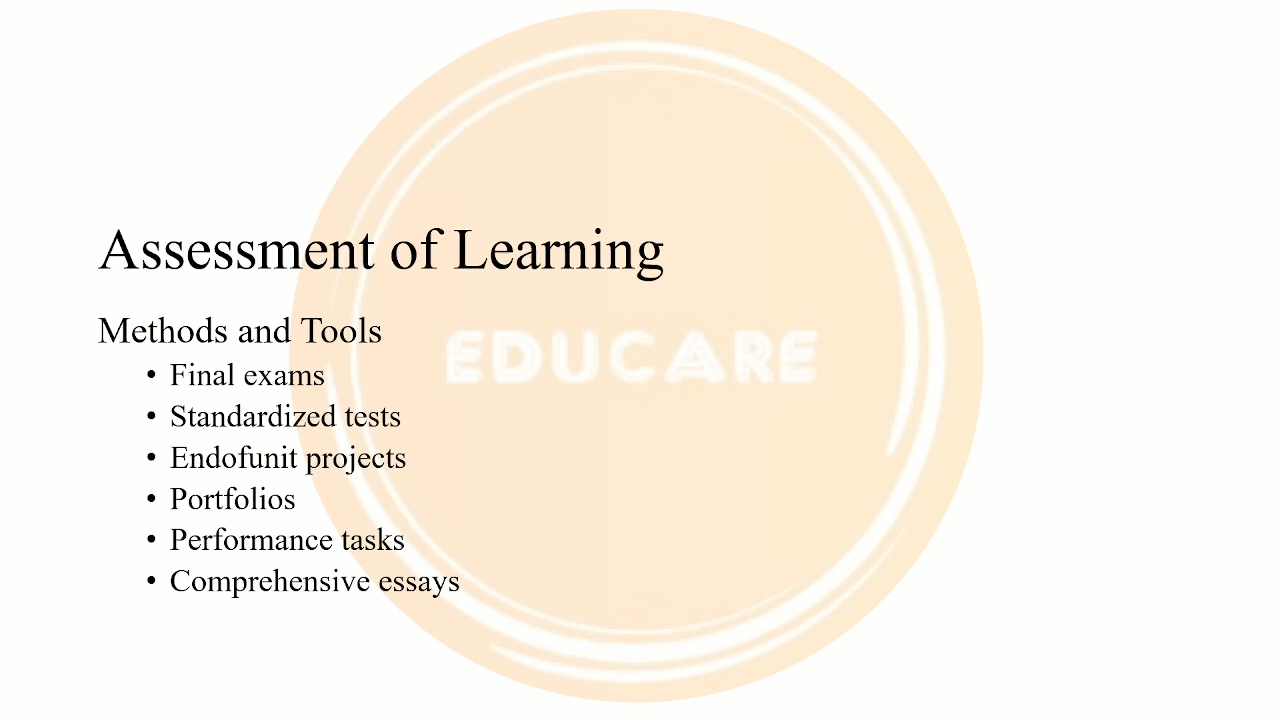 Assessment of Learning
EDUCARE
Methods and Tools
• Final exams
• Standardized tests
• Endofunit projects
• Portfolios
• Performance tasks
• Comprehensive essays